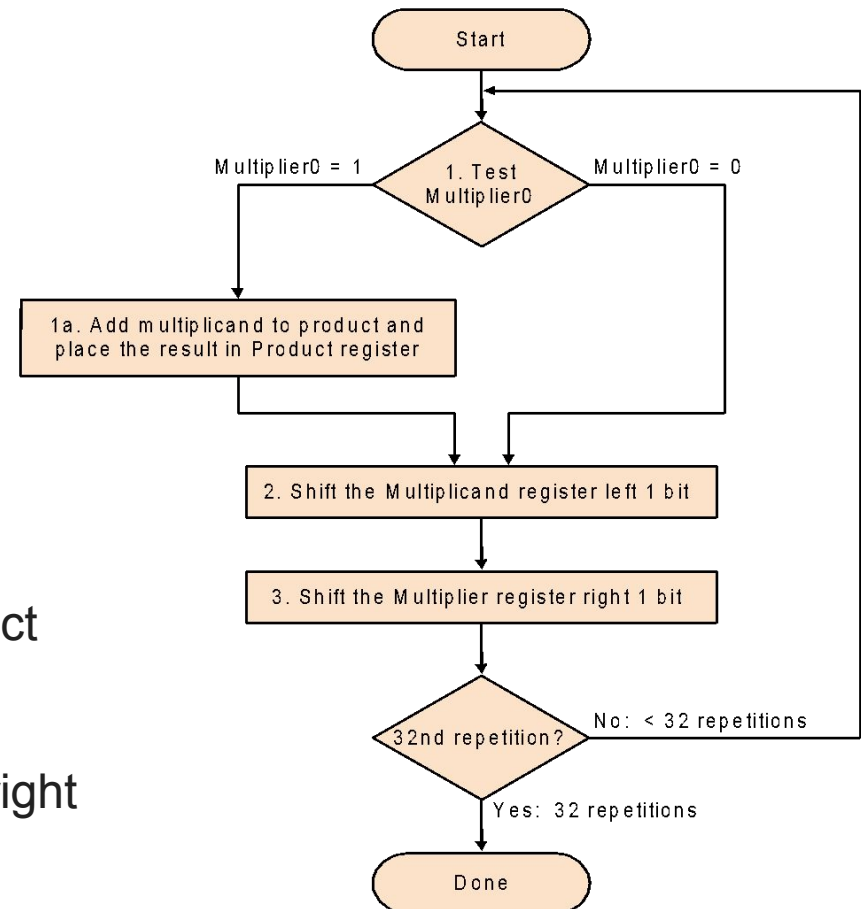 Start
Multiplier0 = 1
1. Test
Multiplier0
Multiplier0 = 0
1a. Add multiplicand to product and
place the result in Product register
2. Shift the Multiplicand register left 1 bit
3. Shift the Multiplier register right 1 bit
ct
32nd repetition?
No: < 32 repetitions
ight
Yes: 32 repetitions
Done